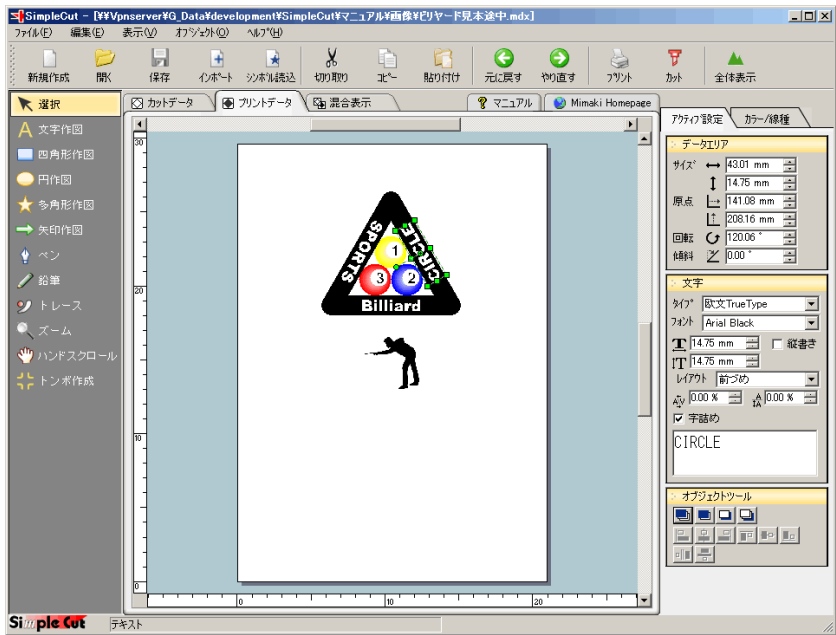 SimpleCut - [¥¥Vpnserver¥G_Data¥development¥SimpleCut¥マニュアル¥画像¥ビリヤード見本途中.mdx]
ファイル(F) 編集(E) 表示(V) オブジェクト(O) ヘルプ(H)
新規作成 開く 保存 インポート シンボル読込 切り取り コピー 貼り付け 元に戻す やり直す プリント カット 全体表示
選択
文字作図
四角形作図
円作図
多角形作図
矢印作図
ペン
鉛筆
トレース
ズーム
ハンドスクロール
トンボ作成
カットデータ プリントデータ 混合表示 マニュアル Mimaki Homepage
30
20
10
0
0 10 20
SPORTS
CIRCLE
1
3 2
Billiard
アクティブ設定 カラー/線種
データエリア
サイズ 43.01 mm
14.75 mm
原点 141.08 mm
208.16 mm
回転 120.06 °
傾斜 0.00 °
文字
タイプ 欧文TrueType
フォント Arial Black
T 14.75 mm 縦書き
T 14.75 mm
レイアウト 前づめ
AV 0.00 % AA 0.00 %
字詰め
CIRCLE
オブジェクトツール
Simple Cut テキスト